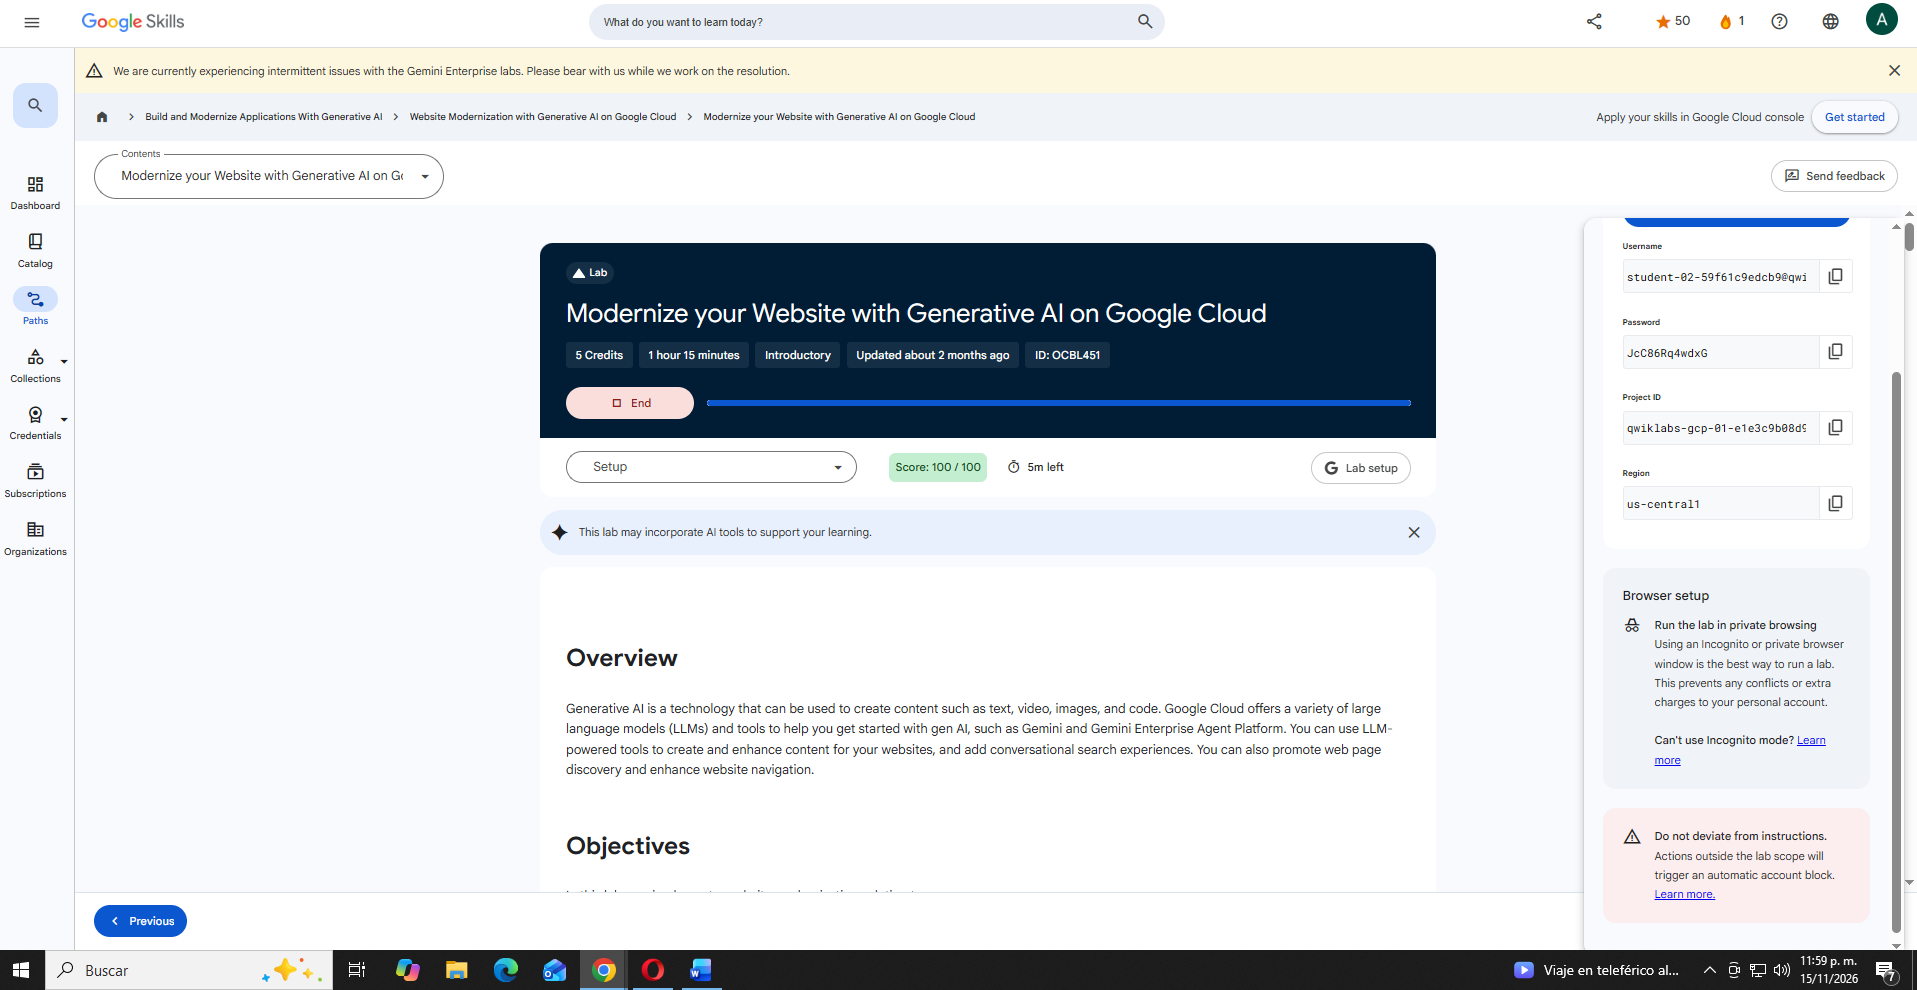 Google Skills
What do you want to learn today?
50
1
A
We are currently experiencing intermittent issues with the Gemini Enterprise labs. Please bear with us while we work on the resolution.
Build and Modernize Applications With Generative AI
Website Modernization with Generative AI on Google Cloud
Modernize your Website with Generative AI on Google Cloud
Apply your skills in Google Cloud console
Get started
Contents
Modernize your Website with Generative AI on Go
Send feedback
Dashboard
Catalog
Paths
Collections
Credentials
Subscriptions
Organizations
Lab
Modernize your Website with Generative AI on Google Cloud
5 Credits
1 hour 15 minutes
Introductory
Updated about 2 months ago
ID: OCBL451
End
Setup
Score: 100 / 100
5m left
Lab setup
This lab may incorporate AI tools to support your learning.
Overview
Generative AI is a technology that can be used to create content such as text, video, images, and code. Google Cloud offers a variety of large
language models (LLMs) and tools to help you get started with gen AI, such as Gemini and Gemini Enterprise Agent Platform. You can use LLM-
powered tools to create and enhance content for your websites, and add conversational search experiences. You can also promote web page
discovery and enhance website navigation.
Objectives
Username
student-02-59f61c9edcb9@qwi
Password
JcC86Rq4wdxG
Project ID
qwiklabs-gcp-01-e1e3c9b08d9
Region
us-central1
Browser setup
Run the lab in private browsing
Using an Incognito or private browser
window is the best way to run a lab.
This prevents any conflicts or extra
charges to your personal account.
Can't use Incognito mode? Learn
more
Do not deviate from instructions.
Actions outside the lab scope will
trigger an automatic account block.
Learn more.
Previous
Buscar
Viaje en teleférico al...
11:59 p. m.
15/11/2026
7